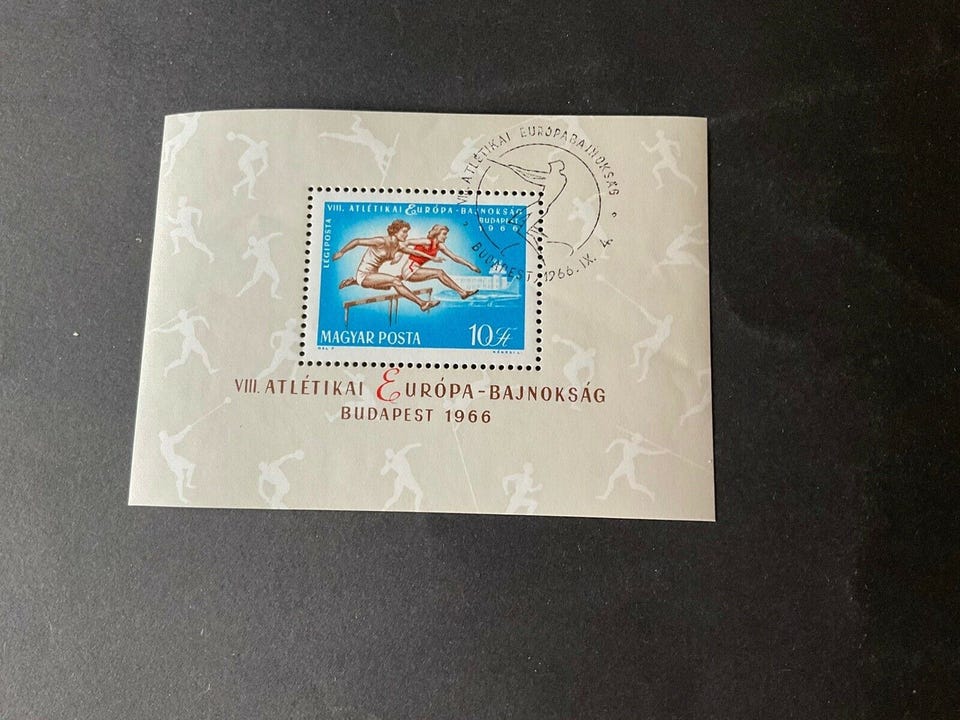 VIII. ATLÉTIKAI EURÓPABAJNOKSÁG
BUDAPEST, 1966. IX. 4.
VIII. ATLÉTIKAI EURÓPA-BAJNOKSÁG
BUDAPEST
1966
LÉGIPOSTA
MAGYAR POSTA
10 Ft
VIII. ATLÉTIKAI EURÓPA-BAJNOKSÁG
BUDAPEST 1966